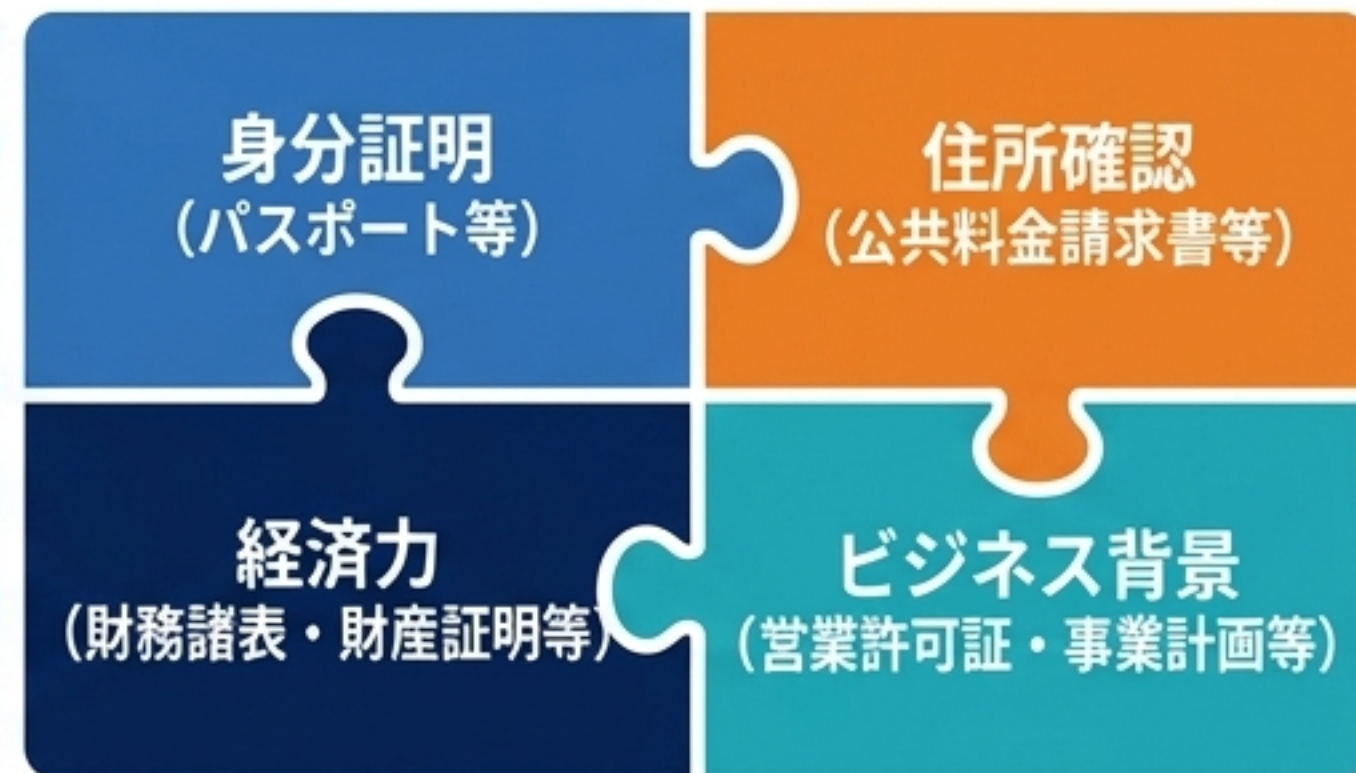 身分証明
（パスポート等）
住所確認
（公共料金請求書等）
経済力
（財務諸表・財産証明等）
ビジネス背景
（営業許可証・事業計画等）